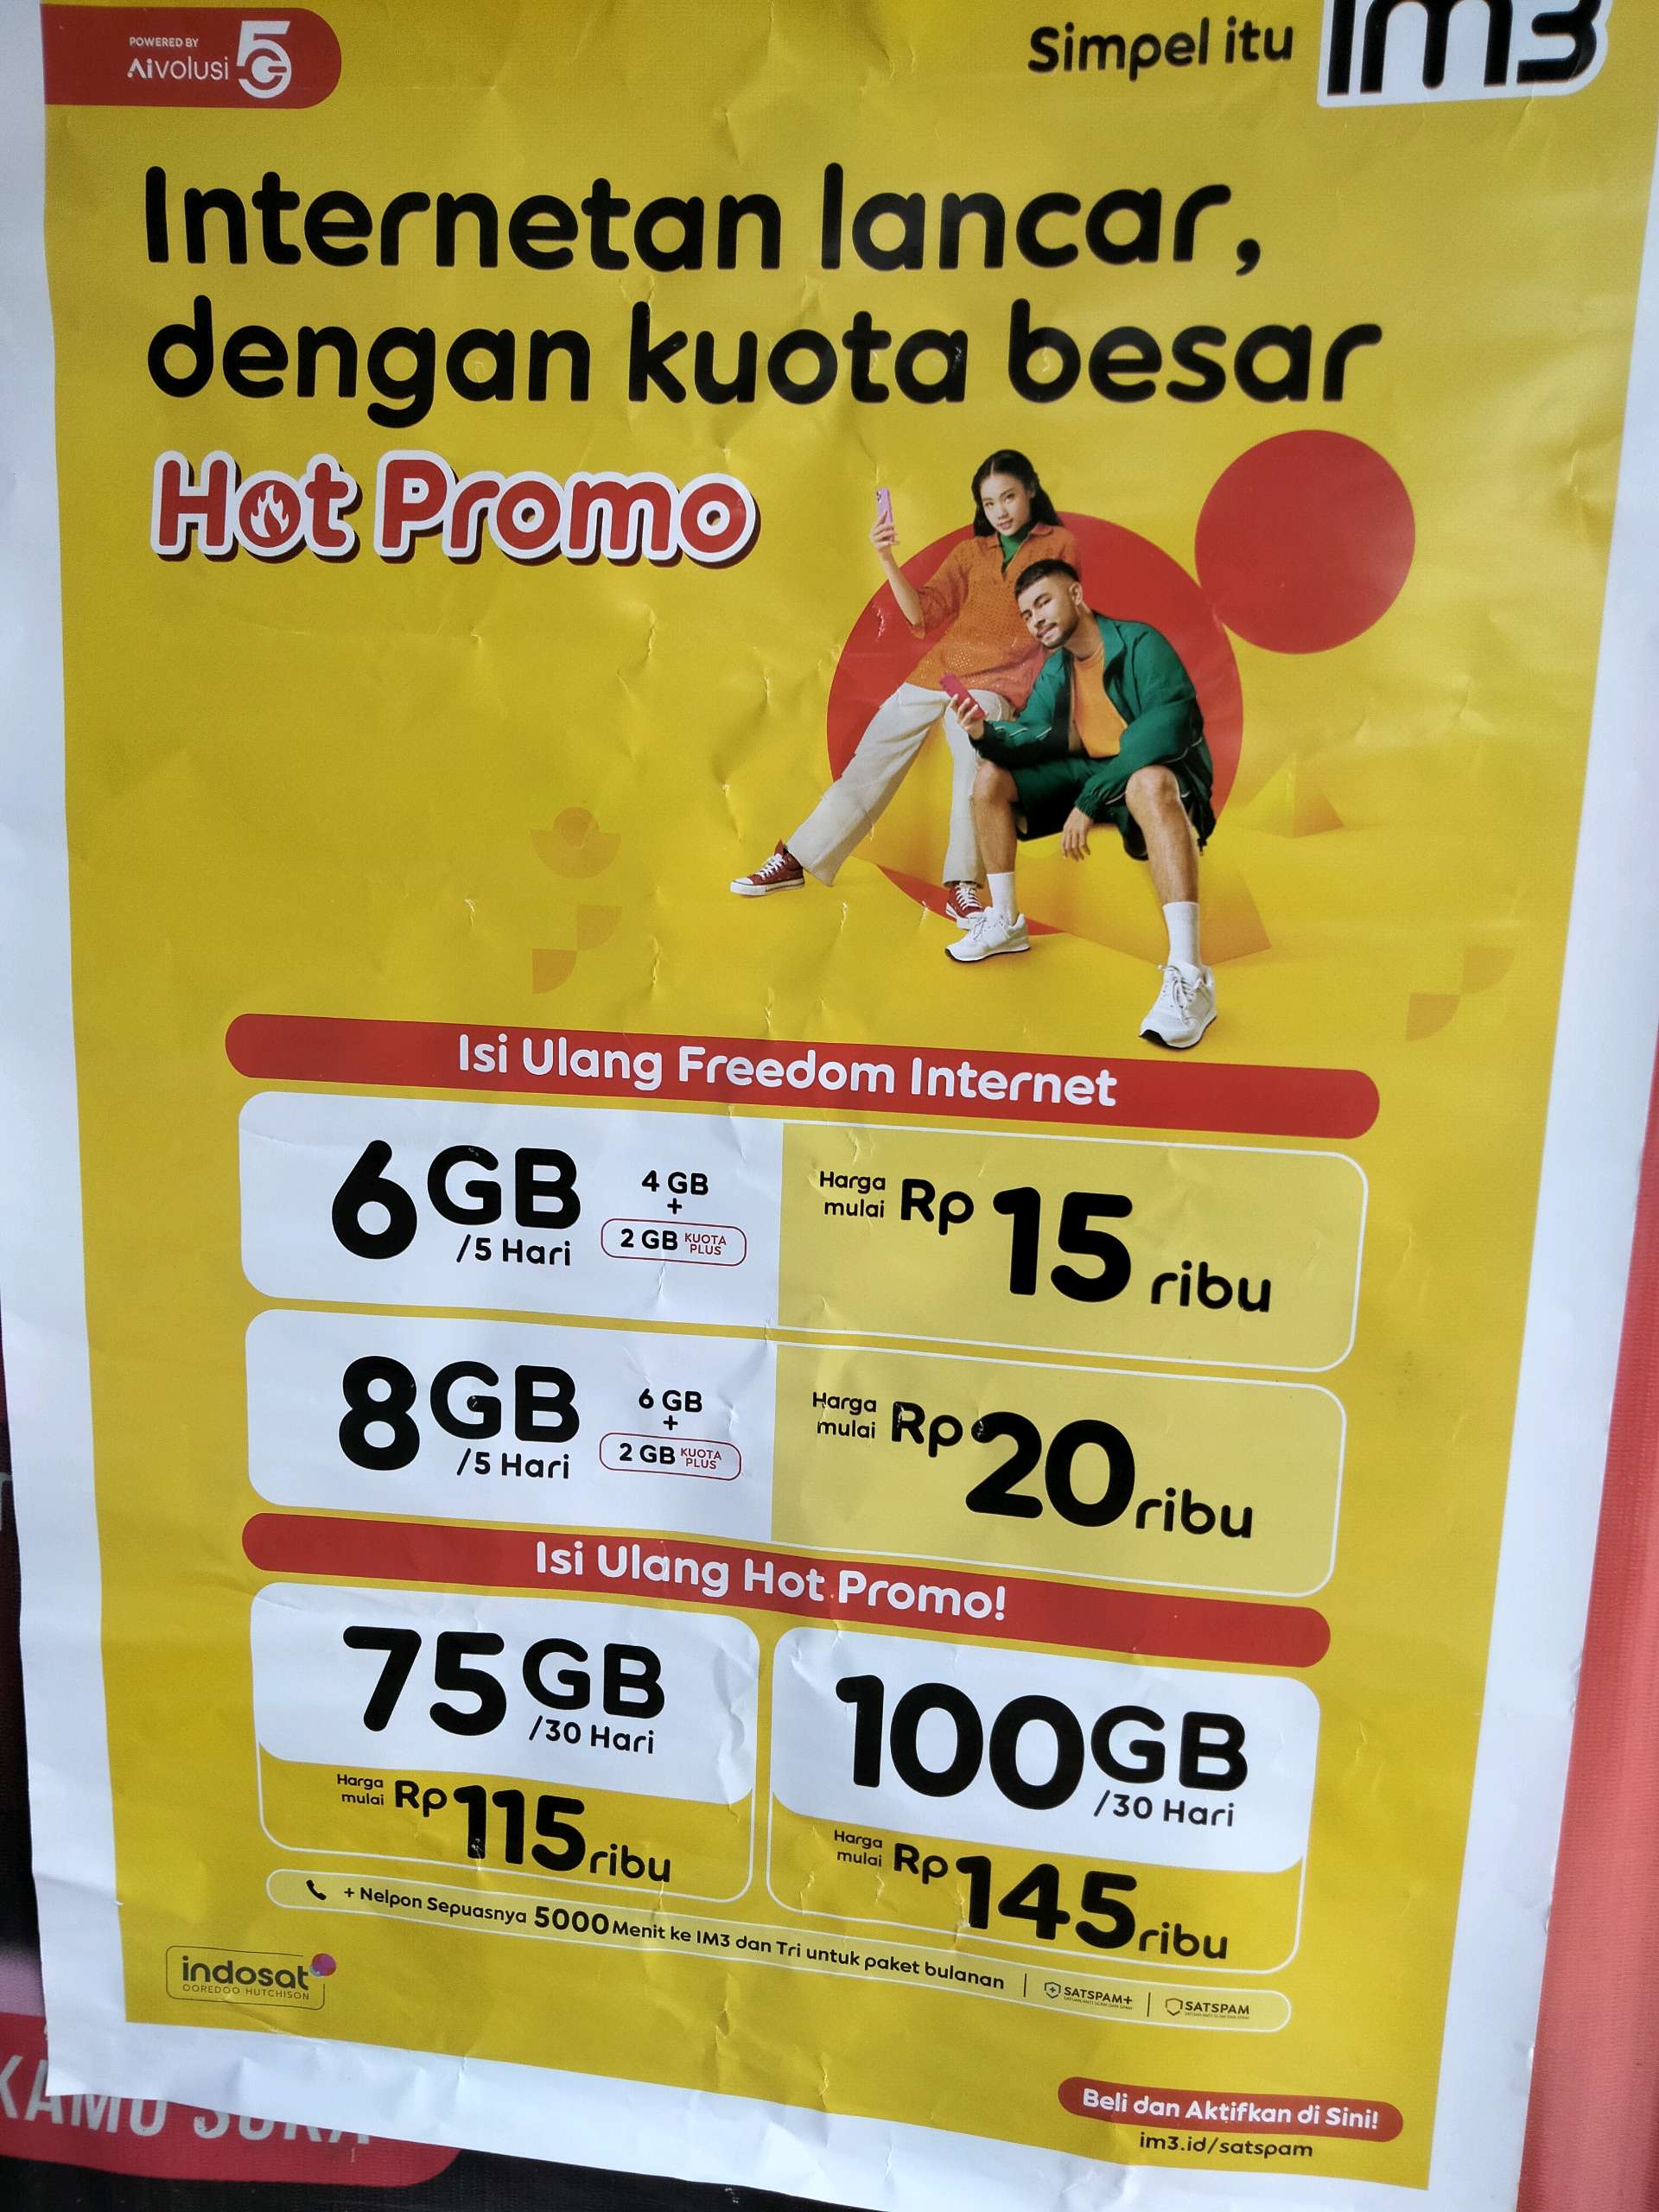 POWERED BY
Aivolusi 5G
Simpel itu IM3
Internetan lancar,
dengan kuota besar
Hot Promo
Isi Ulang Freedom Internet
6GB
/5 Hari
4 GB
+
2 GB KUOTA PLUS
Harga mulai Rp 15 ribu
8GB
/5 Hari
6 GB
+
2 GB KUOTA PLUS
Harga mulai Rp 20 ribu
Isi Ulang Hot Promo!
75GB
/30 Hari
Harga mulai Rp 115 ribu
100GB
/30 Hari
Harga mulai Rp 145 ribu
+ Nelpon Sepuasnya 5000 Menit ke IM3 dan Tri untuk paket bulanan | SATSPAM+ | SATSPAM
indosat
OOREDOO HUTCHISON
Beli dan Aktifkan di Sini!
im3.id/satspam
KAMU SUKA